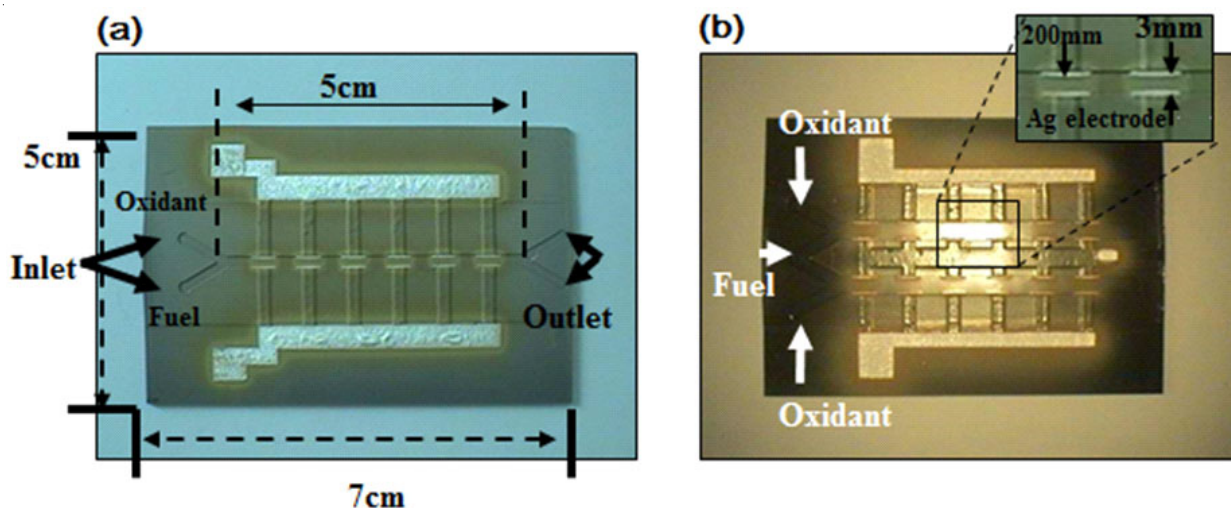 (a)
5cm
5cm
Oxidant
Inlet
Fuel
Outlet
7cm
(b)
200mm
3mm
Ag electrode
Oxidant
Fuel
Oxidant